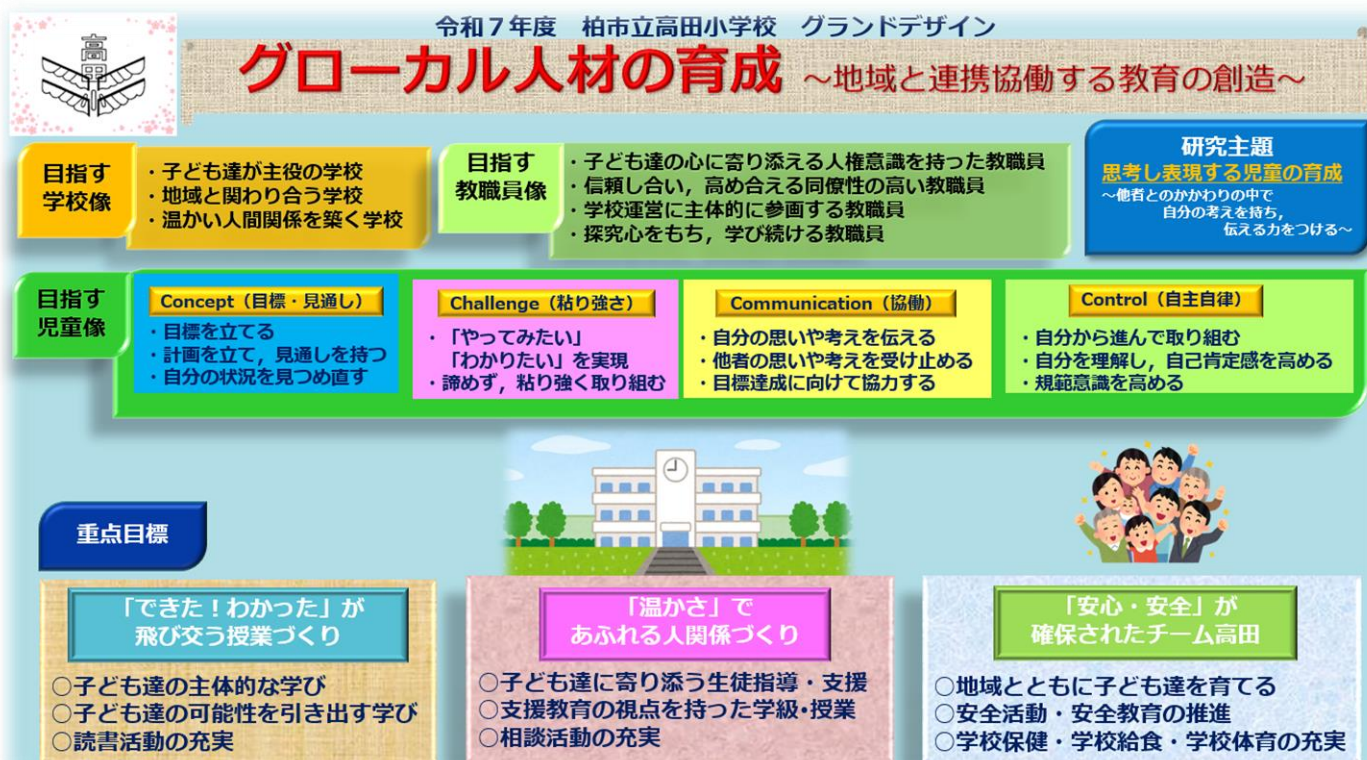 高田
令和7年度 柏市立高田小学校 グランドデザイン
グローカル人材の育成 ~地域と連携協働する教育の創造~
目指す
学校像
・子ども達が主役の学校
・地域と関わり合う学校
・温かい人間関係を築く学校
目指す
教職員像
・子ども達の心に寄り添える人権意識を持った教職員
・信頼し合い,高め合える同僚性の高い教職員
・学校運営に主体的に参画する教職員
・探究心をもち,学び続ける教職員
研究主題
思考し表現する児童の育成
~他者とのかかわりの中で
自分の考えを持ち,
伝える力をつける~
目指す
児童像
Concept(目標・見通し)
・目標を立てる
・計画を立て,見通しを持つ
・自分の状況を見つめ直す
Challenge(粘り強さ)
・「やってみたい」
「わかりたい」を実現
・諦めず,粘り強く取り組む
Communication(協働)
・自分の思いや考えを伝える
・他者の思いや考えを受け止める
・目標達成に向けて協力する
Control(自主自律)
・自分から進んで取り組む
・自分を理解し,自己肯定感を高める
・規範意識を高める
重点目標
「できた!わかった」が
飛び交う授業づくり
○子ども達の主体的な学び
○子ども達の可能性を引き出す学び
○読書活動の充実
「温かさ」で
あふれる人関係づくり
○子ども達に寄り添う生徒指導・支援
○支援教育の視点を持った学級・授業
○相談活動の充実
「安心・安全」が
確保されたチーム高田
○地域とともに子ども達を育てる
○安全活動・安全教育の推進
○学校保健・学校給食・学校体育の充実